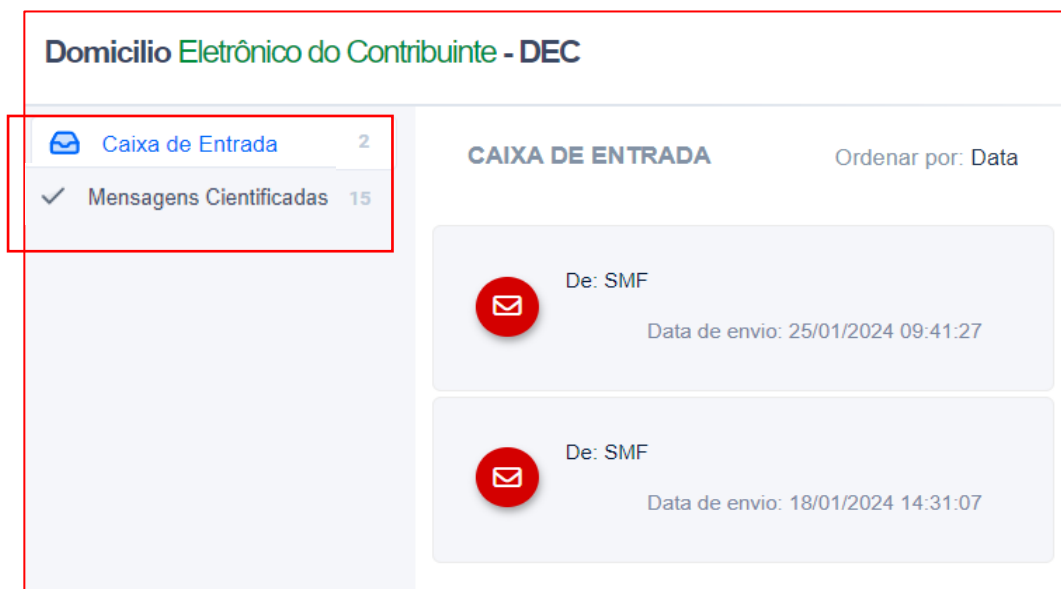 Domicilio Eletrônico do Contribuinte - DEC
Caixa de Entrada 2
Mensagens Cientificadas 15
CAIXA DE ENTRADA Ordenar por: Data
De: SMF
Data de envio: 25/01/2024 09:41:27
De: SMF
Data de envio: 18/01/2024 14:31:07